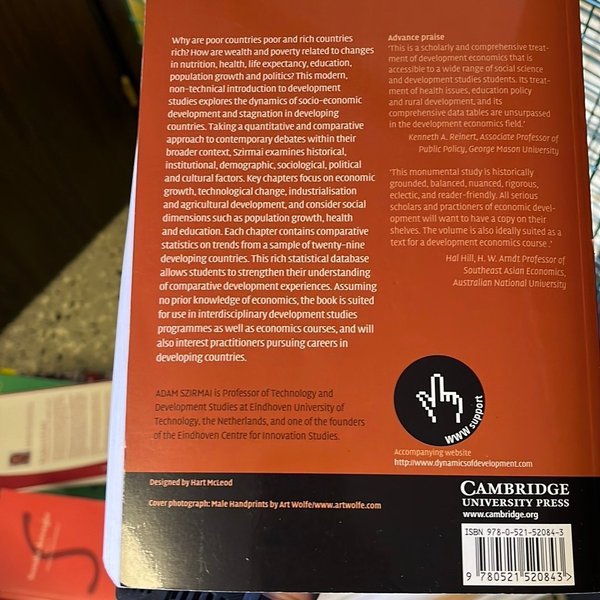 Why are poor countries poor and rich countries
rich? How are wealth and poverty related to changes
in nutrition, health, life expectancy, education,
population growth and politics? This modern,
non-technical introduction to development
studies explores the dynamics of socio-economic
development and stagnation in developing
countries. Taking a quantitative and comparative
approach to contemporary debates within their
broader context, Szirmai examines historical,
institutional, demographic, sociological, political
and cultural factors. Key chapters focus on economic
growth, technological change, industrialisation
and agricultural development, and consider social
dimensions such as population growth, health
and education. Each chapter contains comparative
statistics on trends from a sample of twenty-nine
developing countries. This rich statistical database
allows students to strengthen their understanding
of comparative development experiences. Assuming
no prior knowledge of economics, the book is suited
for use in interdisciplinary development studies
programmes as well as economics courses, and will
also interest practitioners pursuing careers in
developing countries.
ADAM SZIRMAI is Professor of Technology and
Development Studies at Eindhoven University of
Technology, the Netherlands, and one of the founders
of the Eindhoven Centre for Innovation Studies.
Advance praise
'This is a scholarly and comprehensive treat-
ment of development economics that is
accessible to a wide range of social science
and development studies students. Its treat-
ment of health issues, education policy
and rural development, and its
comprehensive data tables are unsurpassed
in the development economics field.'
Kenneth A. Reinert, Associate Professor of
Public Policy, George Mason University
'This monumental study is historically
grounded, balanced, nuanced, rigorous,
eclectic, and reader-friendly. All serious
scholars and practioners of economic devel-
opment will want to have a copy on their
shelves. The volume is also ideally suited as a
text for a development economics course.'
Hal Hill, H. W. Arndt Professor of
Southeast Asian Economics,
Australian National University
www support
Accompanying website
http://www.dynamicsofdevelopment.com
Designed by Hart McLeod
Cover photograph: Male Handprints by Art Wolfe/www.artwolfe.com
CAMBRIDGE
UNIVERSITY PRESS
www.cambridge.org
ISBN 978-0-521-52084-3
9 780521 520843 >